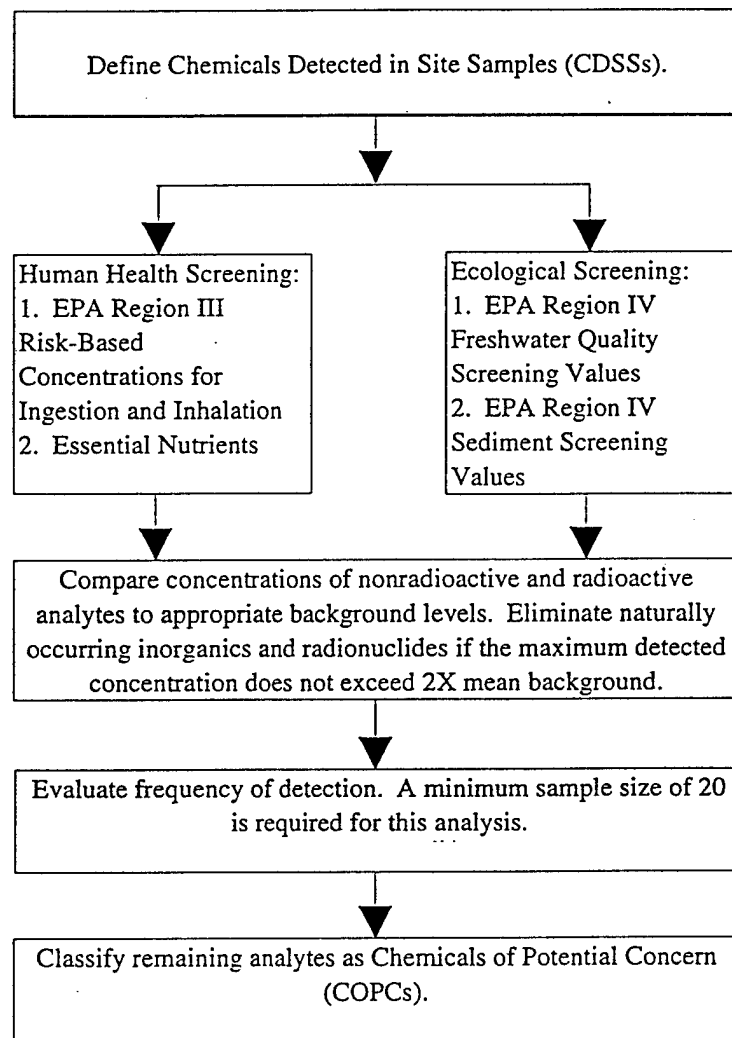 Define Chemicals Detected in Site Samples (CDSSs).
Human Health Screening:
1. EPA Region III
Risk-Based
Concentrations for
Ingestion and Inhalation
2. Essential Nutrients
Ecological Screening:
1. EPA Region IV
Freshwater Quality
Screening Values
2. EPA Region IV
Sediment Screening
Values
Compare concentrations of nonradioactive and radioactive
analytes to appropriate background levels. Eliminate naturally
occurring inorganics and radionuclides if the maximum detected
concentration does not exceed 2X mean background.
Evaluate frequency of detection. A minimum sample size of 20
is required for this analysis.
Classify remaining analytes as Chemicals of Potential Concern
(COPCs).